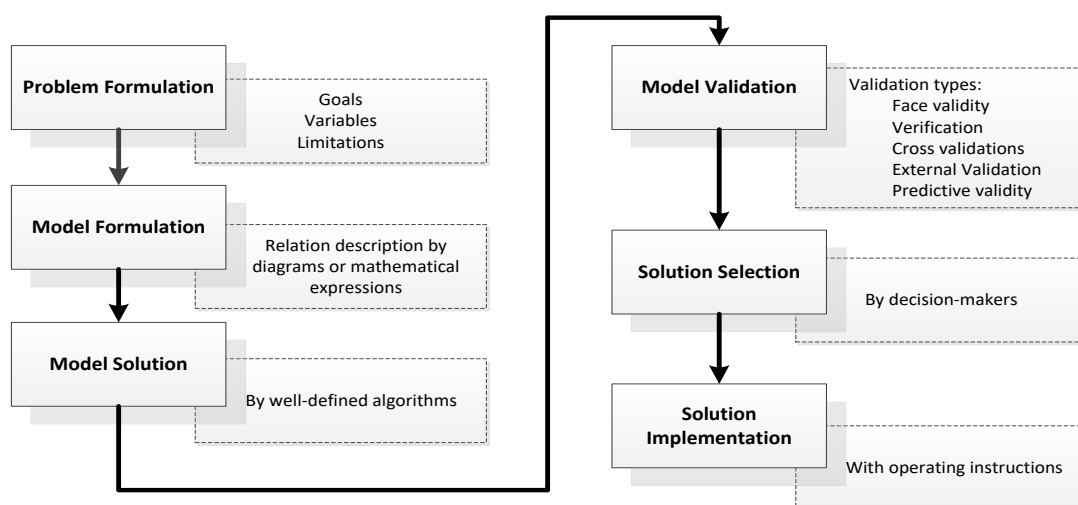 Problem Formulation
Goals
Variables
Limitations
Model Formulation
Relation description by
diagrams or mathematical
expressions
Model Solution
By well-defined algorithms
Model Validation
Validation types:
Face validity
Verification
Cross validations
External Validation
Predictive validity
Solution Selection
By decision-makers
Solution
Implementation
With operating instructions